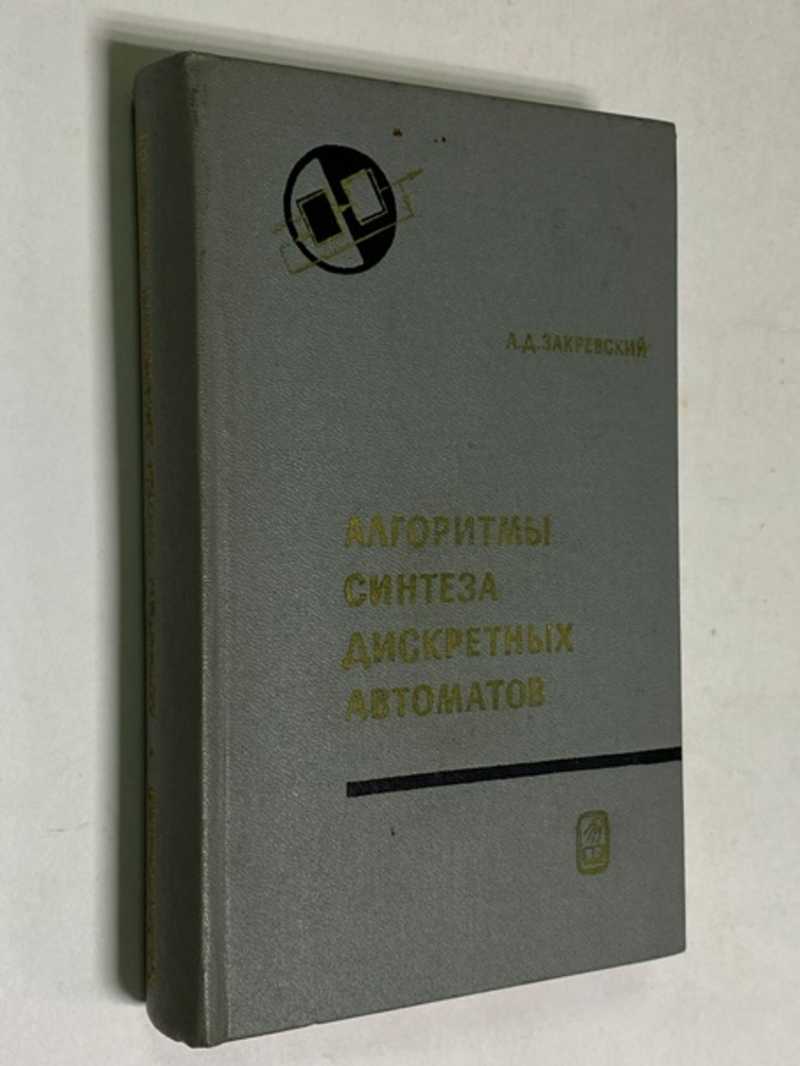 А.Д.ЗАКРЕВСКИЙ
АЛГОРИТМЫ
СИНТЕЗА
ДИСКРЕТНЫХ
АВТОМАТОВ